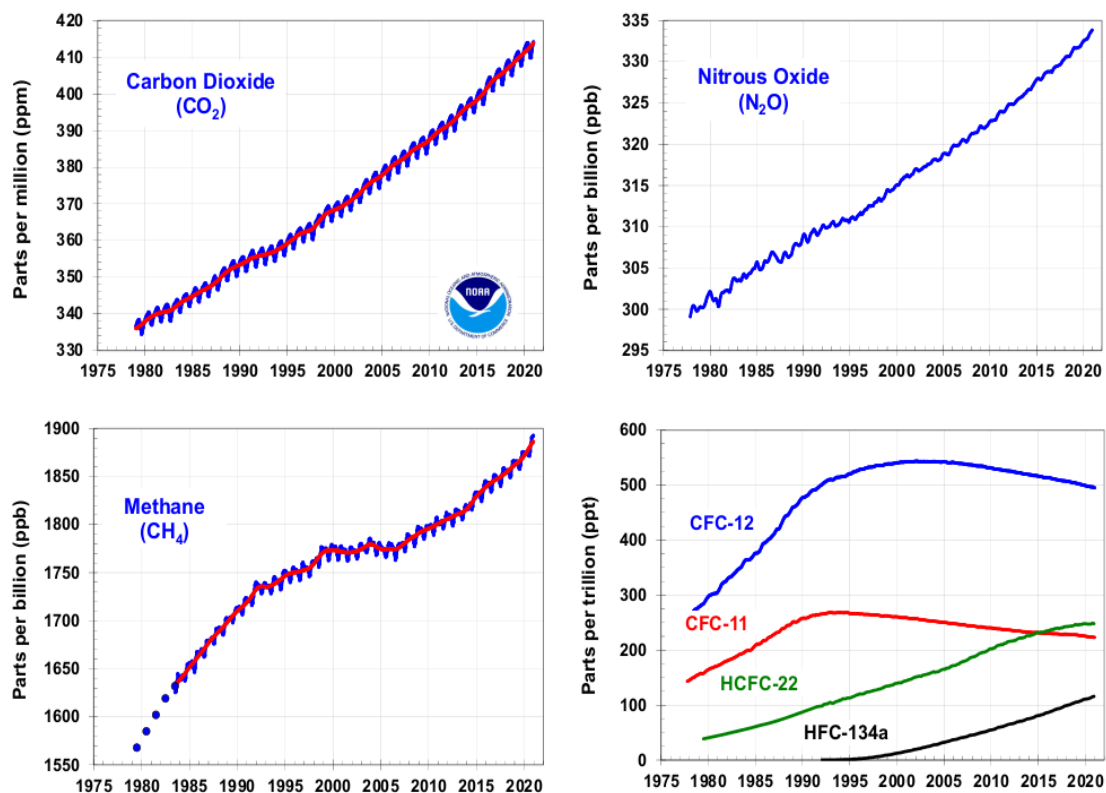 420
410
400
390
380
370
360
350
340
330
Parts per million (ppm)
Carbon Dioxide
(CO₂)
NOAA
1975 1980 1985 1990 1995 2000 2005 2010 2015 2020
335
330
325
320
315
310
305
300
295
Parts per billion (ppb)
Nitrous Oxide
(N₂O)
1975 1980 1985 1990 1995 2000 2005 2010 2015 2020
1900
1850
1800
1750
1700
1650
1600
1550
Parts per billion (ppb)
Methane
(CH₄)
1975 1980 1985 1990 1995 2000 2005 2010 2015 2020
600
500
400
300
200
100
0
Parts per trillion (ppt)
CFC-12
CFC-11
HCFC-22
HFC-134a
1975 1980 1985 1990 1995 2000 2005 2010 2015 2020